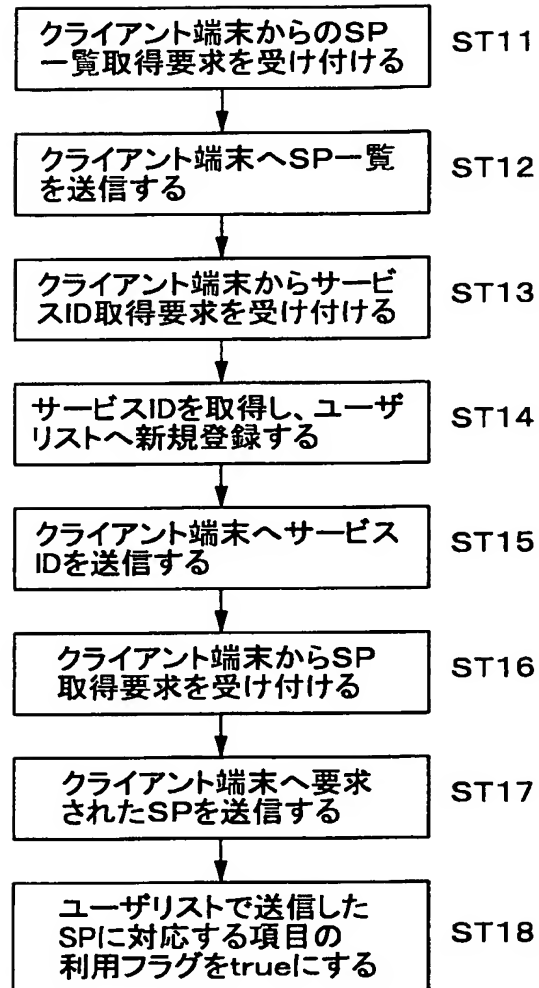 クライアント端末からのSP
一覧取得要求を受け付ける
ST11
クライアント端末へSP一覧
を送信する
ST12
クライアント端末からサービ
スID取得要求を受け付ける
ST13
サービスIDを取得し、ユーザ
リストへ新規登録する
ST14
クライアント端末へサービス
IDを送信する
ST15
クライアント端末からSP
取得要求を受け付ける
ST16
クライアント端末へ要求
されたSPを送信する
ST17
ユーザリストで送信した
SPに対応する項目の
利用フラグをtrueにする
ST18